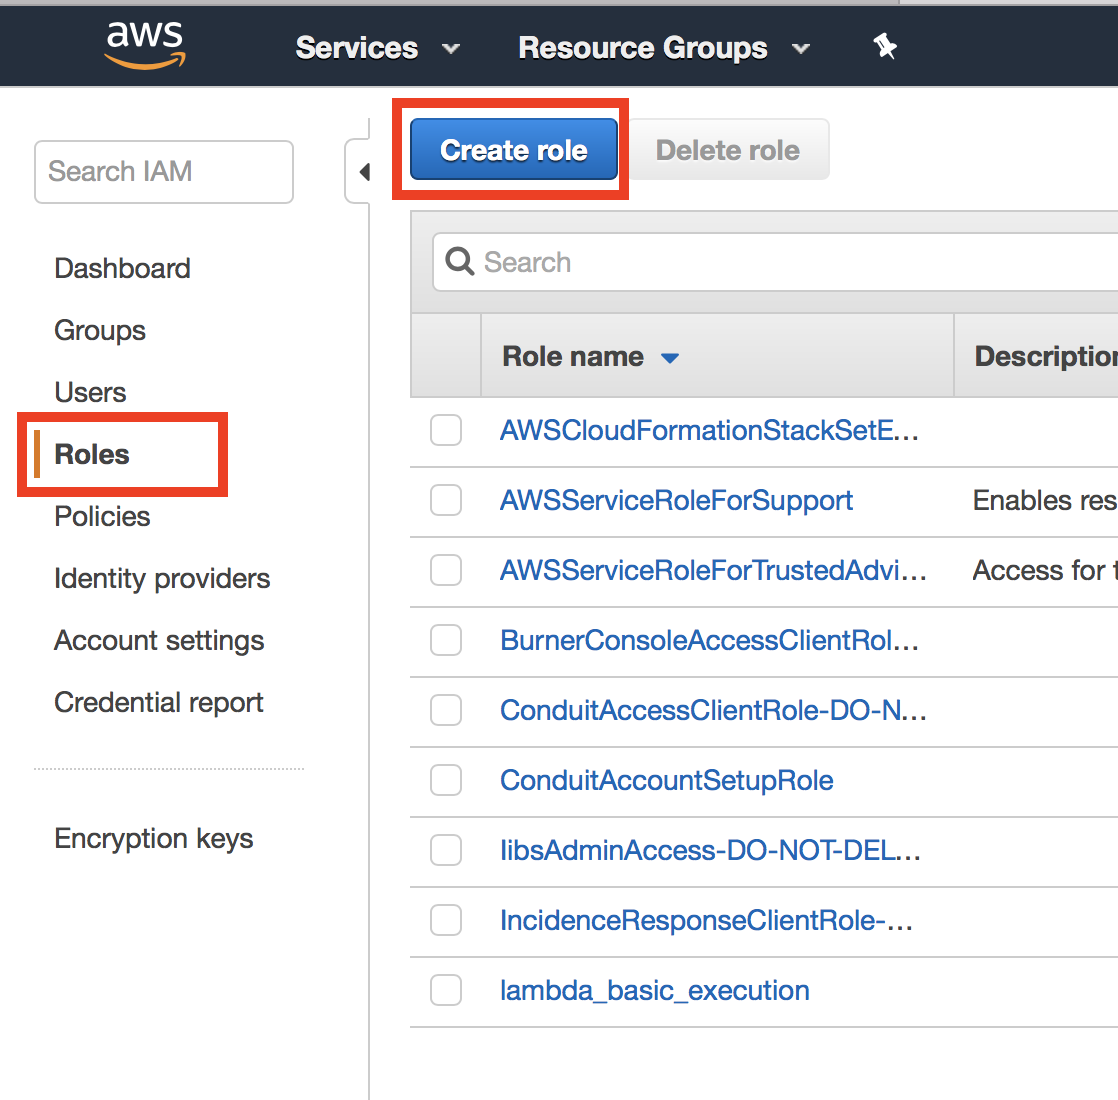 aws
Services
Resource Groups
Search IAM
Create role
Delete role
Dashboard
Groups
Users
Roles
Policies
Identity providers
Account settings
Credential report
Encryption keys
Search
Role name
Description
AWSCloudFormationStackSetE...
AWSServiceRoleForSupport
Enables res
AWSServiceRoleForTrustedAdvi...
Access for t
BurnerConsoleAccessClientRol...
ConduitAccessClientRole-DO-N...
ConduitAccountSetupRole
IibsAdminAccess-DO-NOT-DEL...
IncidenceResponseClientRole-...
lambda_basic_execution